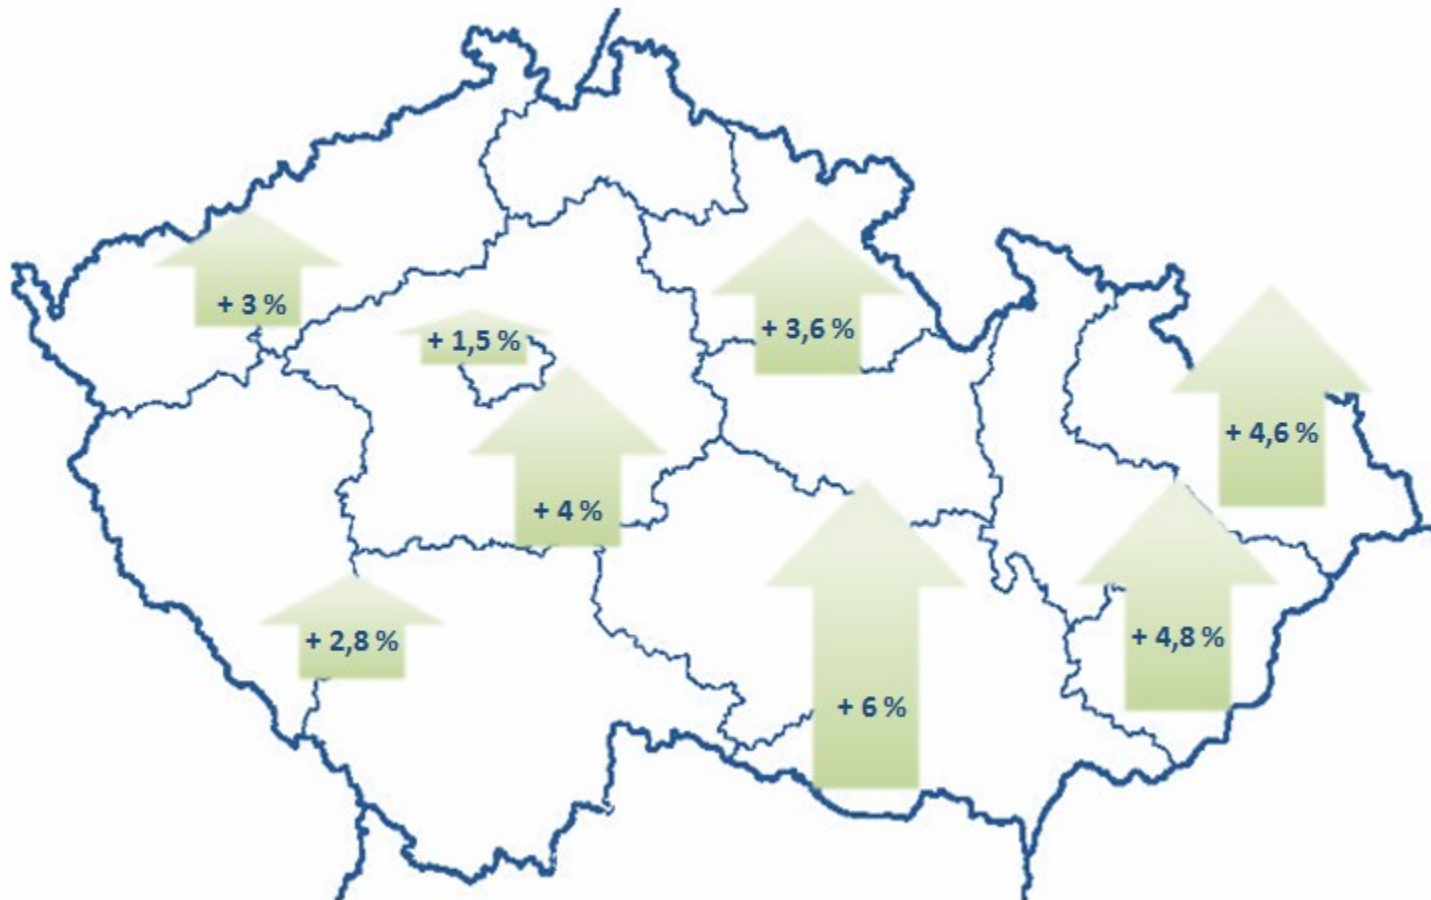 + 3 %
+ 1,5 %
+ 3,6 %
+ 4,6 %
+ 4 %
+ 2,8 %
+ 4,8 %
+ 6 %